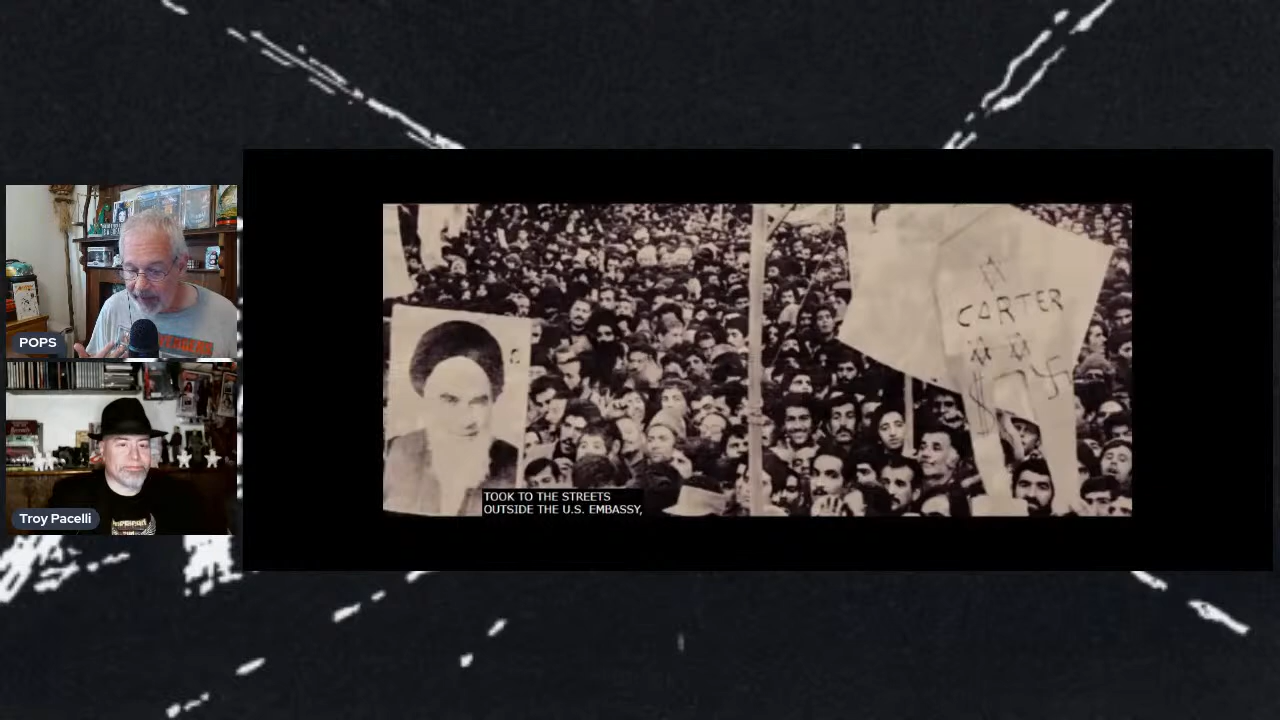 POPS
Troy Pacelli
CARTER
$
TOOK TO THE STREETS
OUTSIDE THE U.S. EMBASSY,